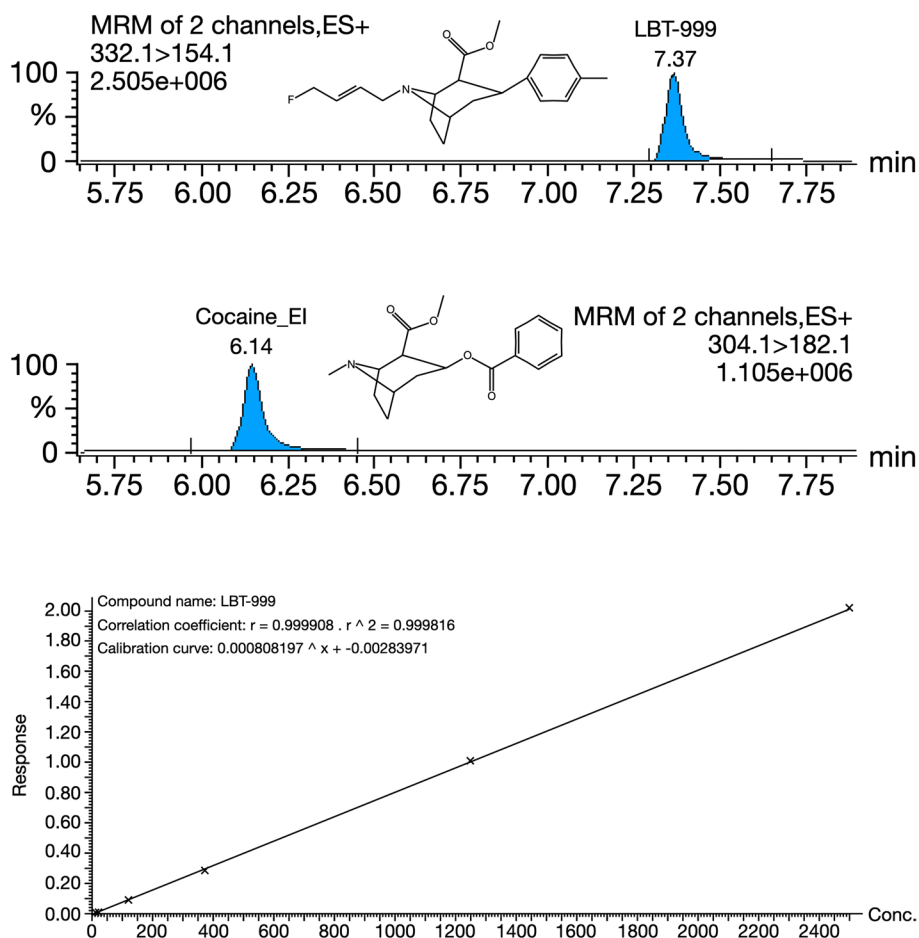 MRM of 2 channels,ES+
332.1>154.1
2.505e+006
LBT-999
7.37
F
N
O
O
100
%
0
5.75 6.00 6.25 6.50 6.75 7.00 7.25 7.50 7.75
min
Cocaine_EI
6.14
N
O
O
O
O
MRM of 2 channels,ES+
304.1>182.1
1.105e+006
100
%
0
5.75 6.00 6.25 6.50 6.75 7.00 7.25 7.50 7.75
min
Compound name: LBT-999
Correlation coefficient: r = 0.999908 . r ^ 2 = 0.999816
Calibration curve: 0.000808197 ^ x + -0.00283971
Response
2.00
1.80
1.60
1.40
1.20
1.00
0.80
0.60
0.40
0.20
0.00
0 200 400 600 800 1000 1200 1400 1600 1800 2000 2200 2400
Conc.